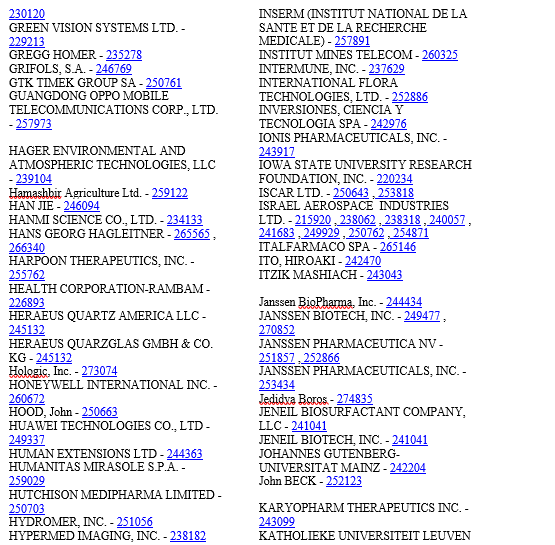 230120
GREEN VISION SYSTEMS LTD. -
229213
GREGG HOMER - 235278
GRIFOLS, S.A. - 246769
GTK TIMEK GROUP SA - 250761
GUANGDONG OPPO MOBILE
TELECOMMUNICATIONS CORP., LTD.
- 257973
HAGER ENVIRONMENTAL AND
ATMOSPHERIC TECHNOLOGIES, LLC
- 239104
Hamashbir Agriculture Ltd. - 259122
HAN JIE - 246094
HANMI SCIENCE CO., LTD. - 234133
HANS GEORG HAGLEITNER - 265565 ,
266340
HARPOON THERAPEUTICS, INC. -
255762
HEALTH CORPORATION-RAMBAM -
226893
HERAEUS QUARTZ AMERICA LLC -
245132
HERAEUS QUARZGLAS GMBH & CO.
KG - 245132
Hologic, Inc. - 273074
HONEYWELL INTERNATIONAL INC. -
260672
HOOD, John - 250663
HUAWEI TECHNOLOGIES CO., LTD -
249337
HUMAN EXTENSIONS LTD - 244363
HUMANITAS MIRASOLE S.P.A. -
259029
HUTCHISON MEDIPHARMA LIMITED -
250703
HYDROMER, INC. - 251056
HYPERMED IMAGING, INC. - 238182
INSERM (INSTITUT NATIONAL DE LA
SANTE ET DE LA RECHERCHE
MEDICALE) - 257891
INSTITUT MINES TELECOM - 260325
INTERMUNE, INC. - 237629
INTERNATIONAL FLORA
TECHNOLOGIES, LTD. - 252886
INVERSIONES, CIENCIA Y
TECNOLOGIA SPA - 242976
IONIS PHARMACEUTICALS, INC. -
243917
IOWA STATE UNIVERSITY RESEARCH
FOUNDATION, INC. - 220234
ISCAR LTD. - 250643 , 253818
ISRAEL AEROSPACE INDUSTRIES
LTD. - 215920 , 238062 , 238318 , 240057 ,
241683 , 249929 , 250762 , 254871
ITALFARMACO SPA - 265146
ITO, HIROAKI - 242470
ITZIK MASHIACH - 243043
Janssen BioPharma, Inc. - 244434
JANSSEN BIOTECH, INC. - 249477 ,
270852
JANSSEN PHARMACEUTICA NV -
251857 , 252866
JANSSEN PHARMACEUTICALS, INC. -
253434
Jedidya Boros - 274835
JENEIL BIOSURFACTANT COMPANY,
LLC - 241041
JENEIL BIOTECH, INC. - 241041
JOHANNES GUTENBERG-
UNIVERSITAT MAINZ - 242204
John BECK - 252123
KARYOPHARM THERAPEUTICS INC. -
243099
KATHOLIEKE UNIVERSITEIT LEUVEN